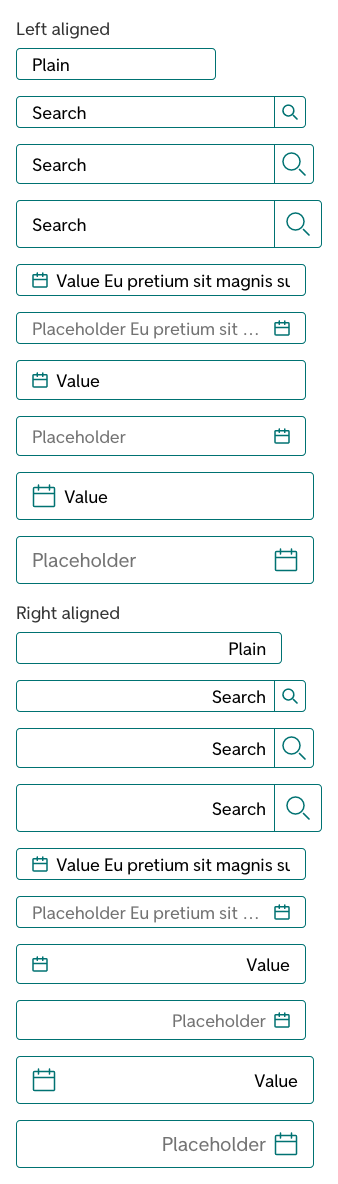 Left aligned
Plain
Search
Search
Search
Value Eu pretium sit magnis su
Placeholder Eu pretium sit …
Value
Placeholder
Value
Placeholder
Right aligned
Plain
Search
Search
Search
Value Eu pretium sit magnis su
Placeholder Eu pretium sit …
Value
Placeholder
Value
Placeholder